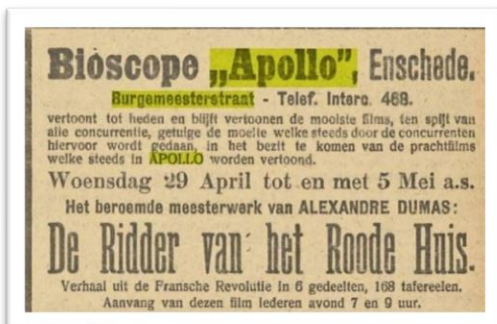 Bioscope „Apollo”, Enschede.
Burgemeesterstraat - Telef. Interc. 468.
vertoont tot heden en blijft vertoonen de mooiste films, ten spijt van
alle concurrentie, getuige de moeite welke steeds door de concurrenten
hiervoor wordt gedaan, in het bezit te komen van de prachtfilms
welke steeds in APOLLO worden vertoond.
Woensdag 29 April tot en met 5 Mei a.s.
Het beroemde meesterwerk van ALEXANDRE DUMAS:
De Ridder van het Roode Huis.
Verhaal uit de Fransche Revolutie in 6 gedeelten, 168 tafereelen.
Aanvang van dezen film iederen avond 7 en 9 uur.